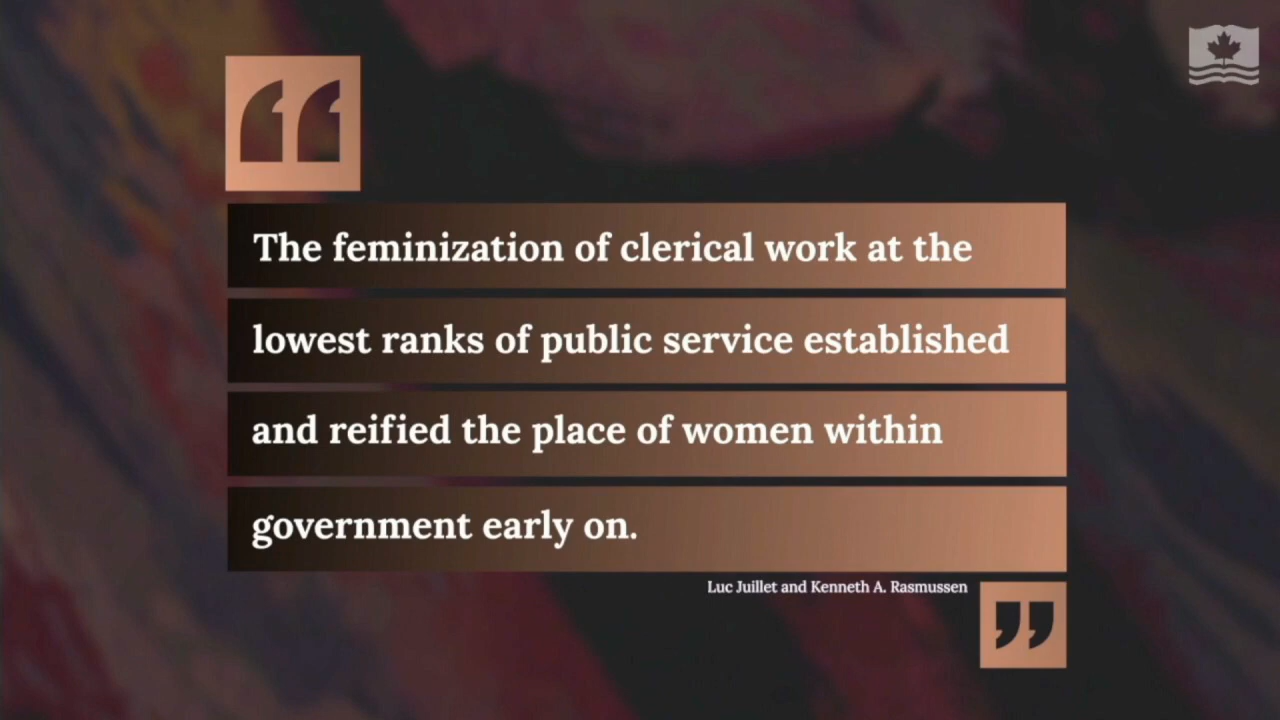 The feminization of clerical work at the
lowest ranks of public service established
and reified the place of women within
government early on.
Luc Juillet and Kenneth A. Rasmussen